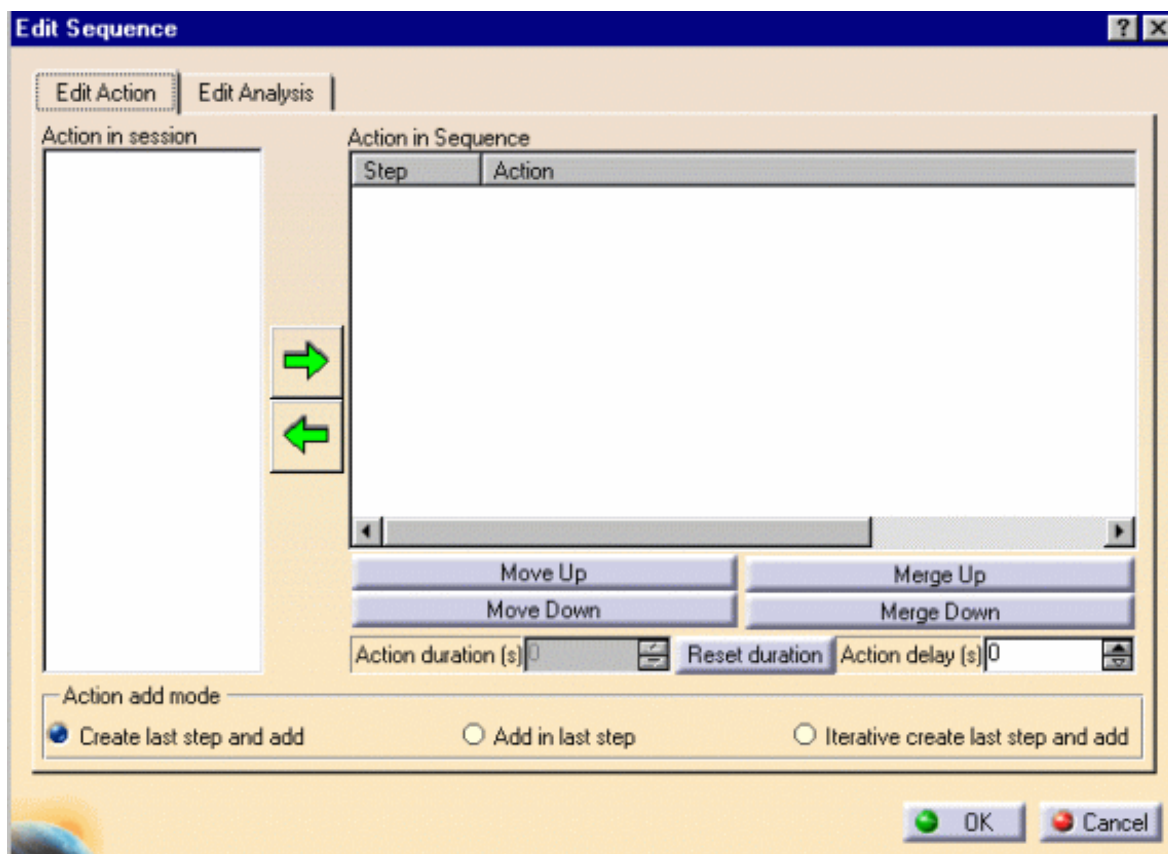 Edit Sequence
Edit Action Edit Analysis
Action in session
Action in Sequence
Step Action
Move Up Merge Up
Move Down Merge Down
Action duration (s) 0 Reset duration Action delay (s) 0
Action add mode
Create last step and add Add in last step Iterative create last step and add
OK Cancel